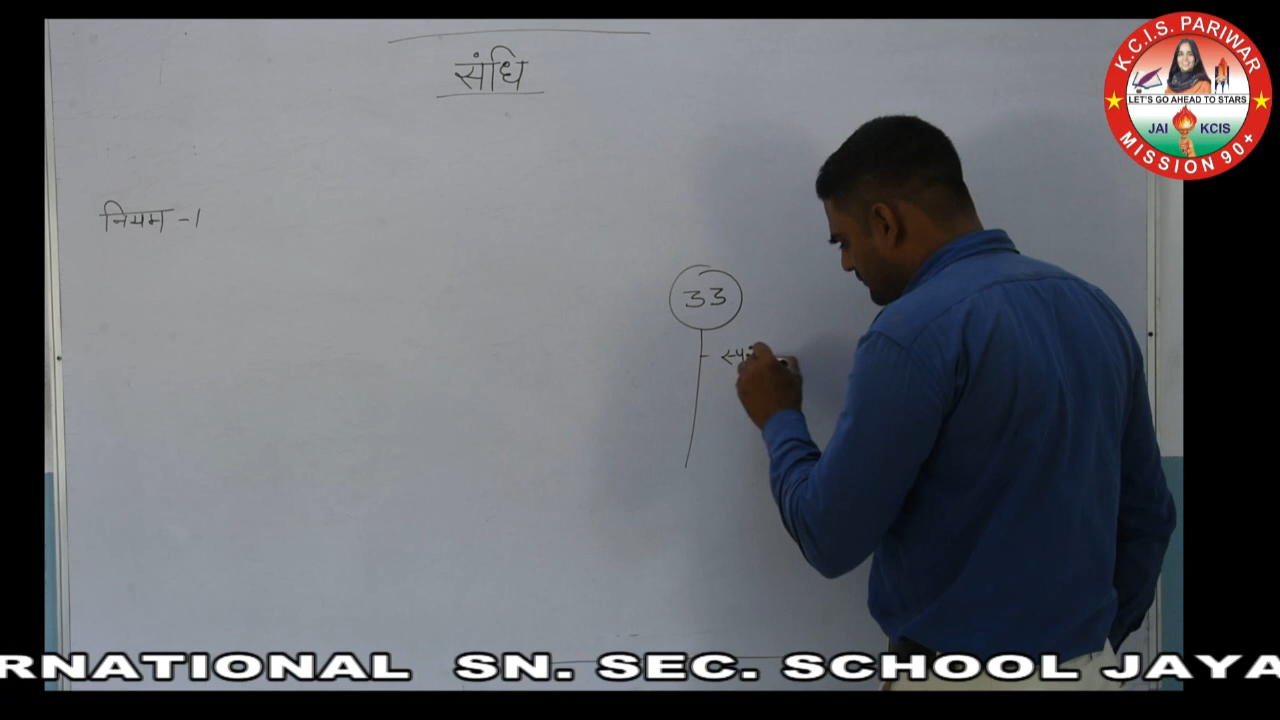 संधि
नियम -1
33
K.C.I.S. PARIWAR
LET'S GO AHEAD TO STARS
JAI KCIS
MISSION 90+
RNATIONAL SN. SEC. SCHOOL JAYA